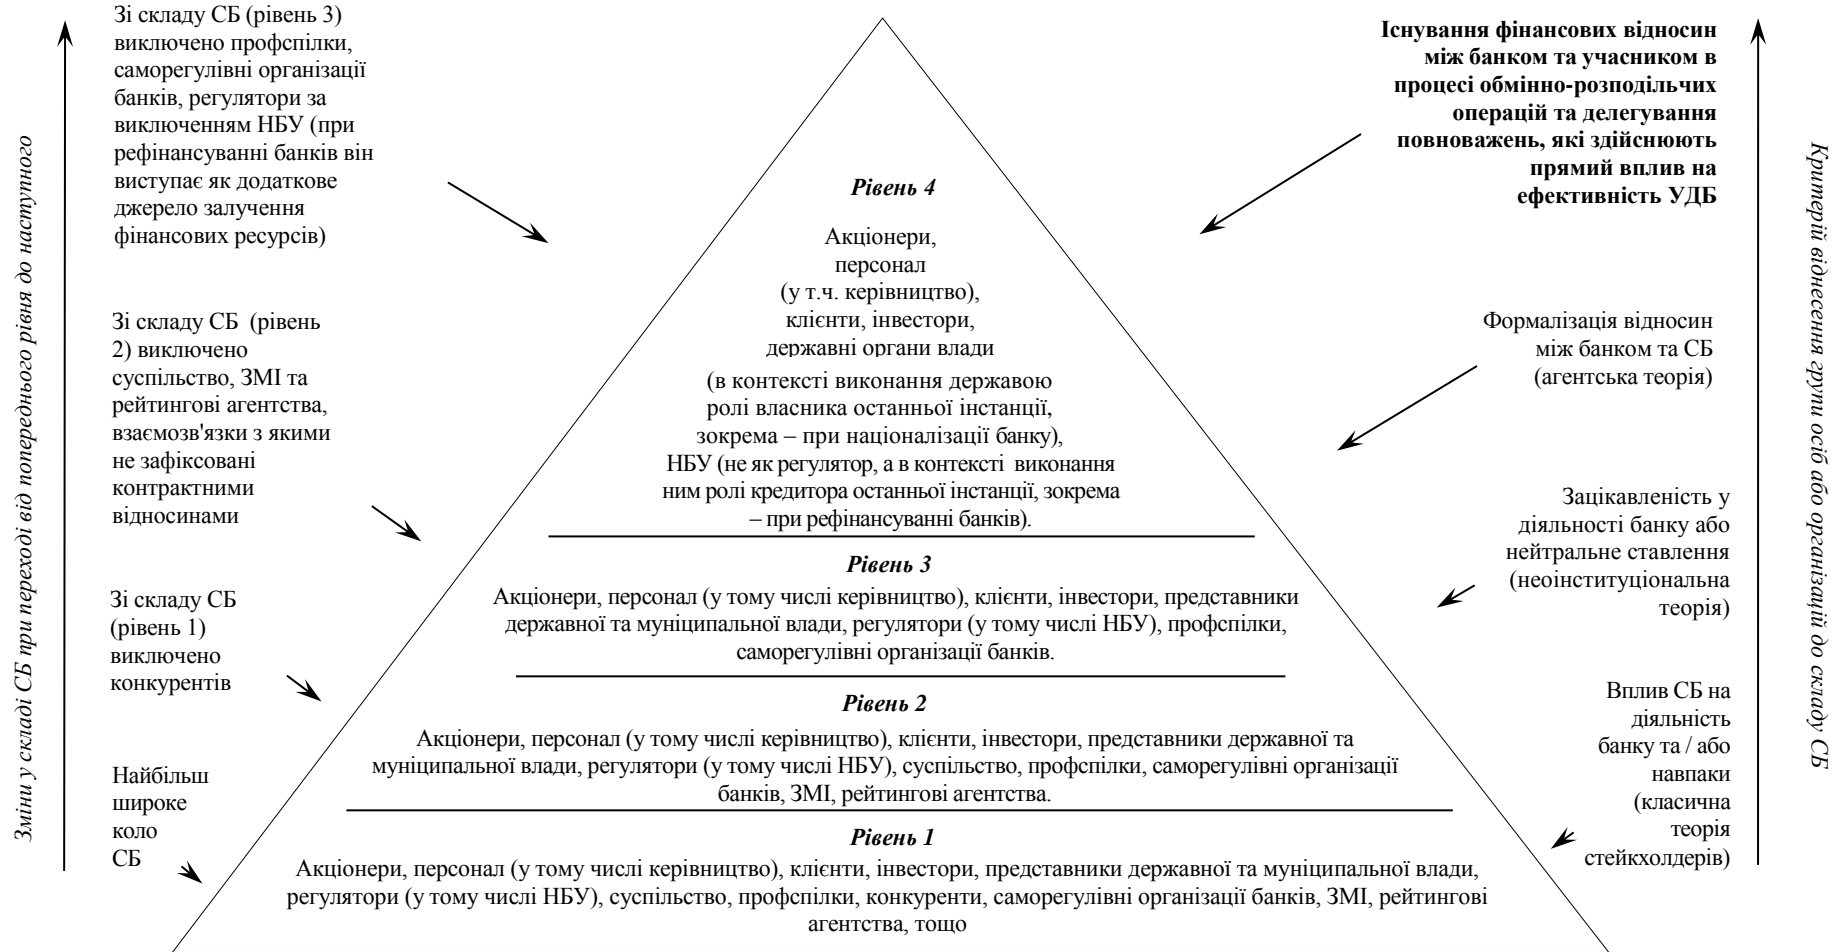 Зміни у складі СБ при переході від попереднього рівня до наступного
Зі складу СБ (рівень 3)
виключено профспілки,
саморегулівні організації
банків, регулятори за
виключенням НБУ (при
рефінансуванні банків він
виступає як додаткове
джерело залучення
фінансових ресурсів)
Зі складу СБ (рівень
2) виключено
суспільство, ЗМІ та
рейтингові агентства,
взаємозв'язки з якими
не зафіксовані
контрактними
відносинами
Зі складу СБ
(рівень 1)
виключено
конкурентів
Найбільш
широке
коло
СБ
Рівень 4
Акціонери,
персонал
(у т.ч. керівництво),
клієнти, інвестори,
державні органи влади
(в контексті виконання державою
ролі власника останньої інстанції,
зокрема – при націоналізації банку),
НБУ (не як регулятор, а в контексті виконання
ним ролі кредитора останньої інстанції, зокрема
– при рефінансуванні банків).
Рівень 3
Акціонери, персонал (у тому числі керівництво), клієнти, інвестори, представники
державної та муніципальної влади, регулятори (у тому числі НБУ), профспілки,
саморегулівні організації банків.
Рівень 2
Акціонери, персонал (у тому числі керівництво), клієнти, інвестори, представники державної та
муніципальної влади, регулятори (у тому числі НБУ), суспільство, профспілки, саморегулівні організації
банків, ЗМІ, рейтингові агентства.
Рівень 1
Акціонери, персонал (у тому числі керівництво), клієнти, інвестори, представники державної та муніципальної влади,
регулятори (у тому числі НБУ), суспільство, профспілки, конкуренти, саморегулівні організації банків, ЗМІ, рейтингові
агентства, тощо
Існування фінансових відносин
між банком та учасником в
процесі обмінно-розподільчих
операцій та делегування
повноважень, які здійснюють
прямий вплив на
ефективність УДБ
Формалізація відносин
між банком та СБ
(агентська теорія)
Зацікавленість у
діяльності банку або
нейтральне ставлення
(неоінституціональна
теорія)
Вплив СБ на
діяльність
банку та / або
навпаки
(класична
теорія
стейкхолдерів)
Критерій віднесення групи осіб або організацій до складу СБ